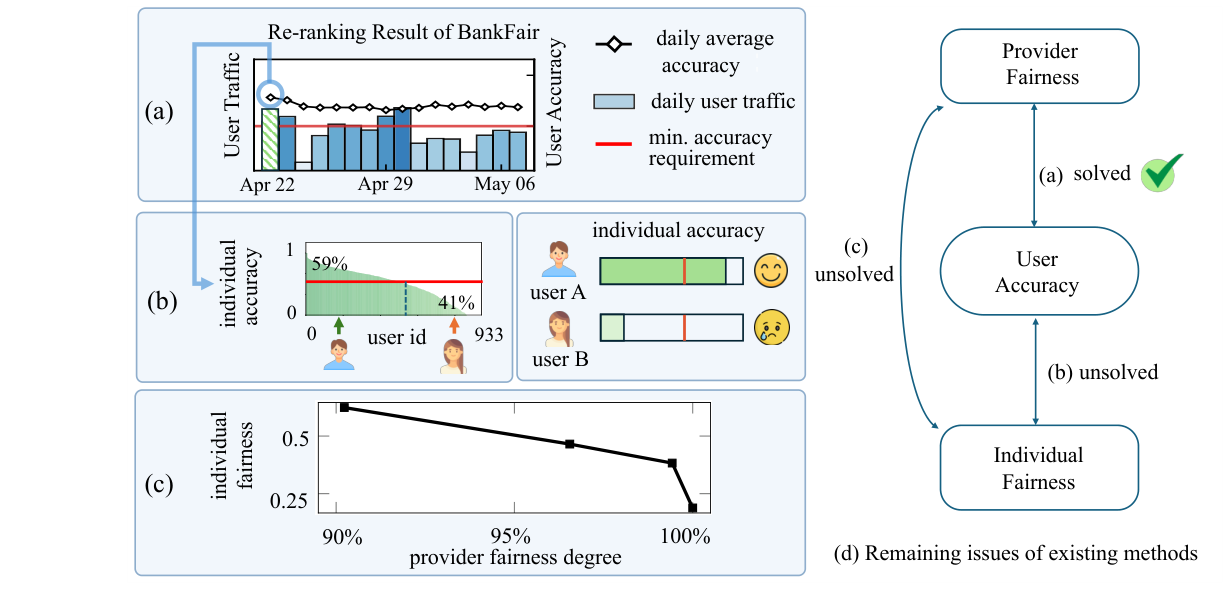 Re-ranking Result of BankFair
(a)
User Traffic
User Accuracy
Apr 22
Apr 29
May 06
daily average
accuracy
daily user traffic
min. accuracy
requirement
(b)
individual
accuracy
1
0
59%
41%
0
user id
933
individual accuracy
user A
user B
(c)
individual
fairness
0.5
0.25
90%
95%
100%
provider fairness degree
Provider
Fairness
(a) solved
(c)
unsolved
User
Accuracy
(b) unsolved
Individual
Fairness
(d) Remaining issues of existing methods